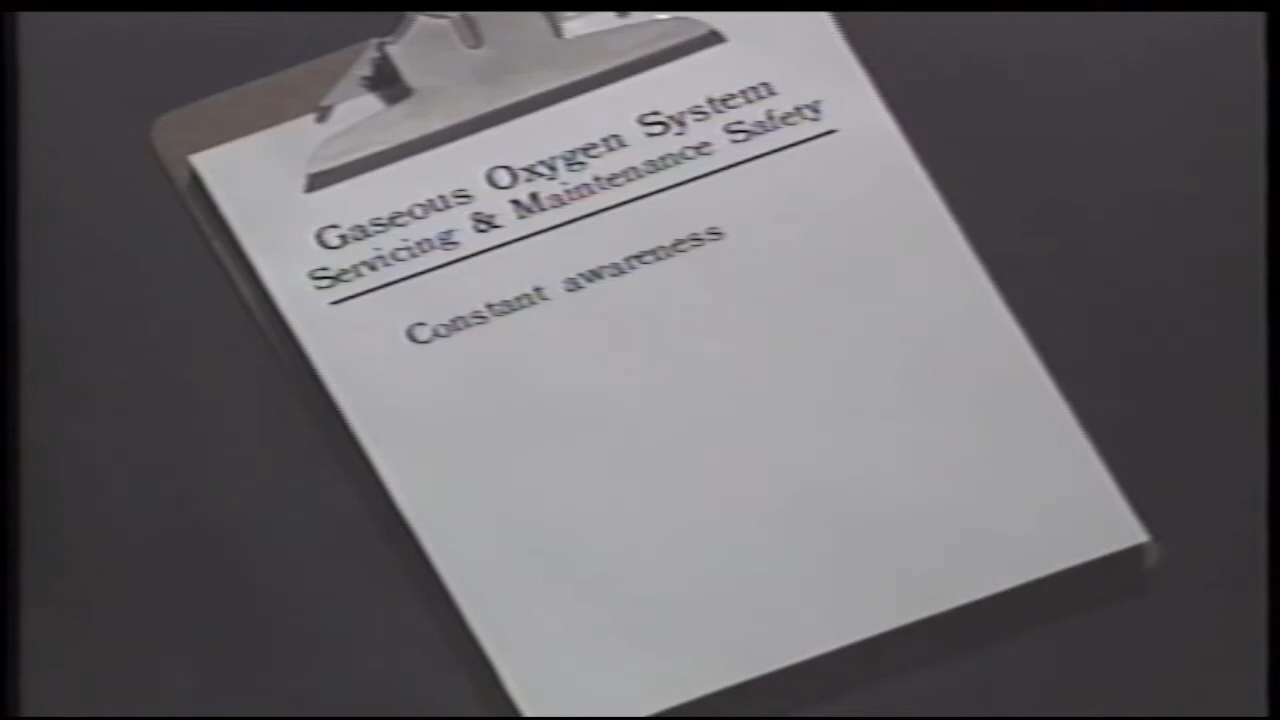 Gaseous Oxygen System
Servicing & Maintenance Safety
Constant awareness